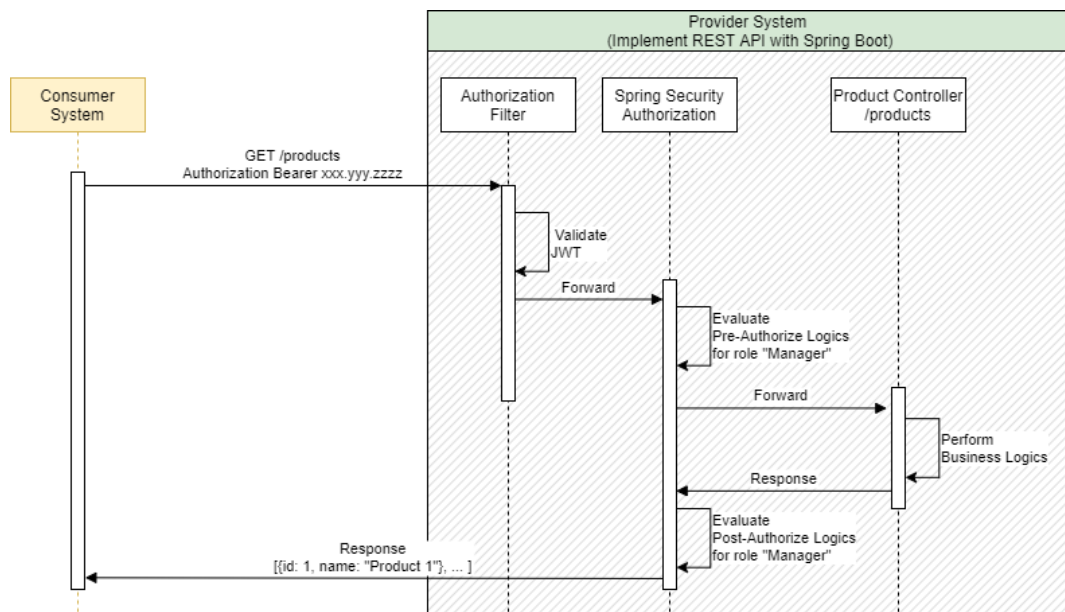 Provider System
(Implement REST API with Spring Boot)
Consumer
System
Authorization
Filter
Spring Security
Authorization
Product Controller
/products
GET /products
Authorization Bearer xxx.yyy.zzzz
Validate
JWT
Forward
Evaluate
Pre-Authorize Logics
for role "Manager"
Forward
Perform
Business Logics
Response
Evaluate
Post-Authorize Logics
for role "Manager"
Response
[{id: 1, name: "Product 1"}, ... ]